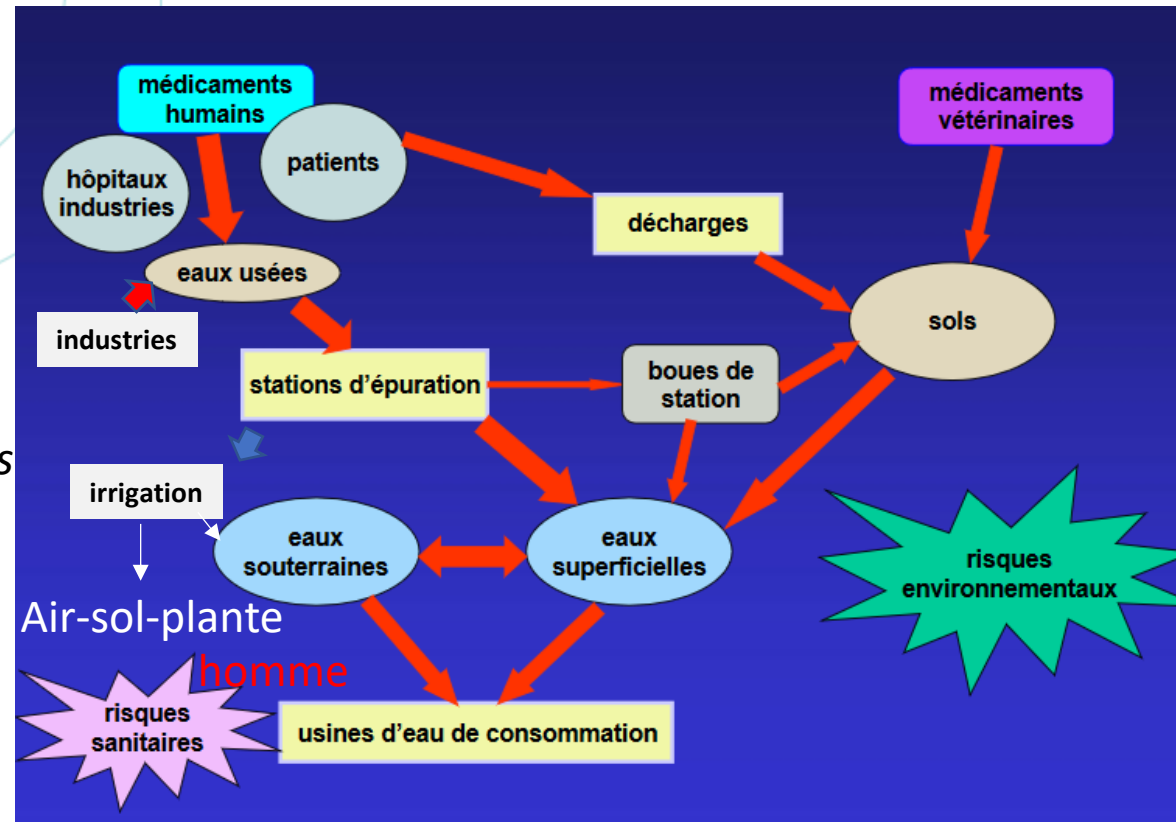 médicaments
humains
médicaments
vétérinaires
patients
hôpitaux
industries
décharges
eaux usées
sols
industries
stations d'épuration
boues de
station
s
irrigation
eaux
souterraines
eaux
superficielles
risques
environnementaux
Air-sol-plante
homme
risques
sanitaires
usines d'eau de consommation